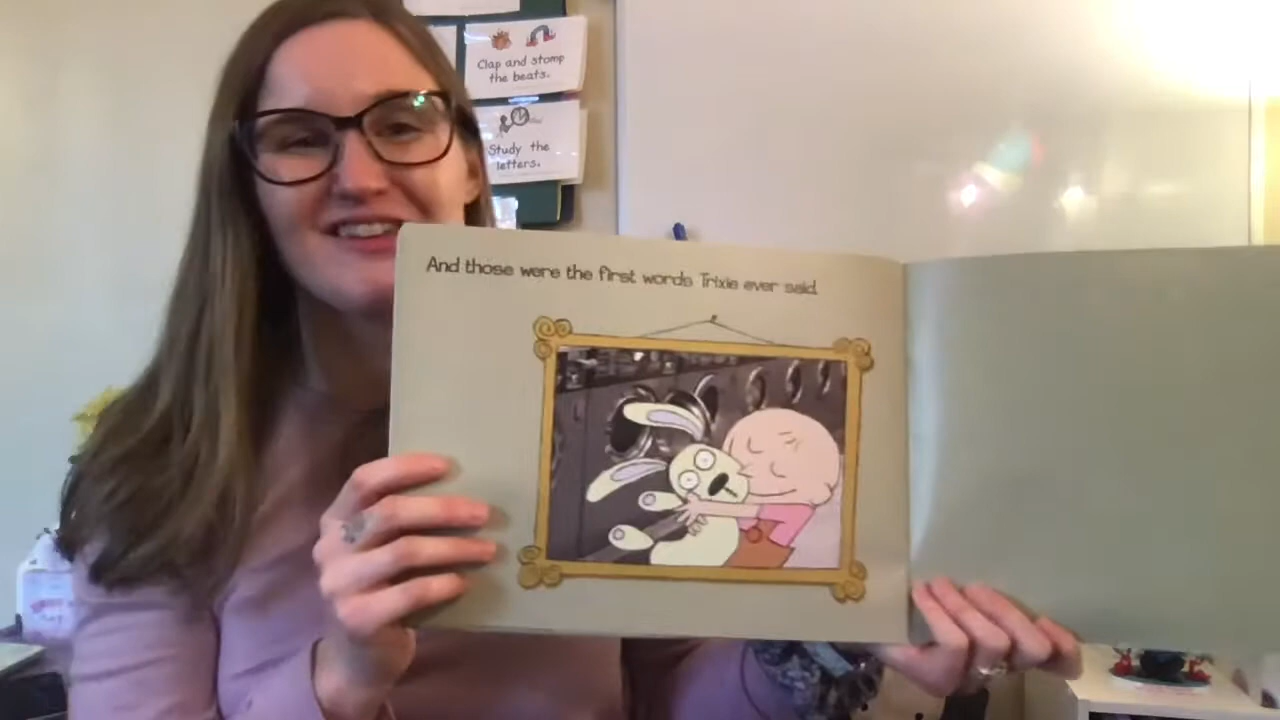 Clap and stomp
the beats.
Study the
letters.
And those were the first words Trixie ever said.